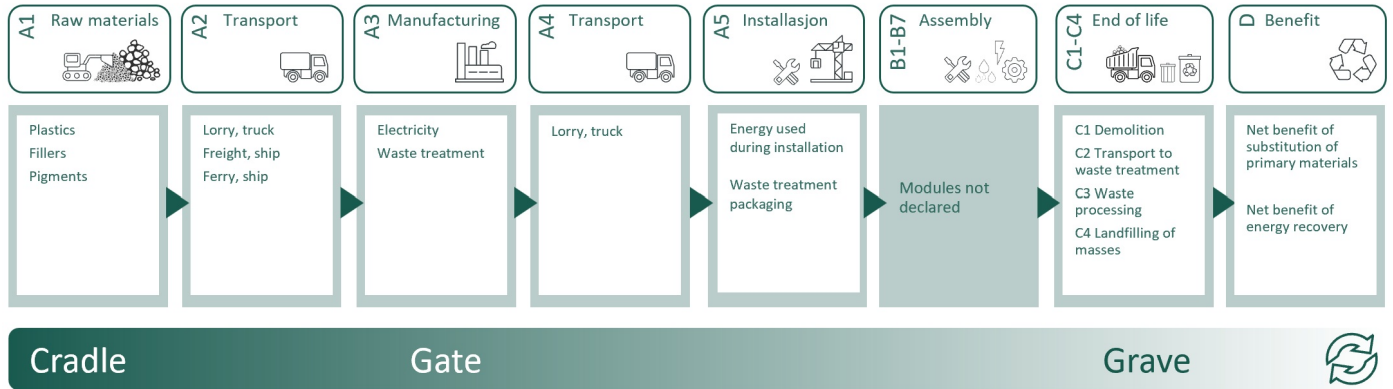 A1 Raw materials
A2 Transport
A3 Manufacturing
A4 Transport
A5 Installasjon
B1-B7 Assembly
C1-C4 End of life
D Benefit
Plastics
Fillers
Pigments
Lorry, truck
Freight, ship
Ferry, ship
Electricity
Waste treatment
Lorry, truck
Energy used
during installation
Waste treatment
packaging
Modules not
declared
C1 Demolition
C2 Transport to
waste treatment
C3 Waste
processing
C4 Landfilling of
masses
Net benefit of
substitution of
primary materials
Net benefit of
energy recovery
Cradle
Gate
Grave